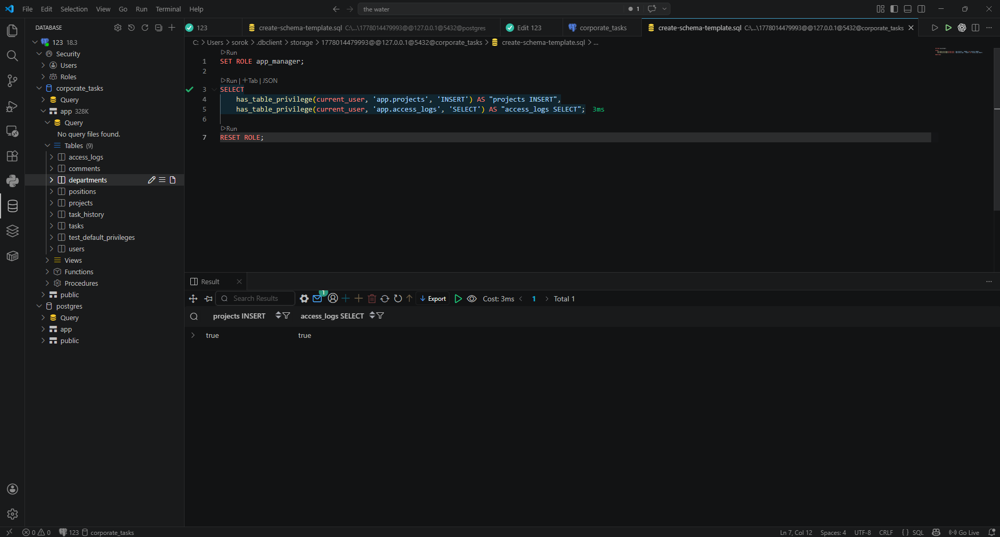 File Edit Selection View Go Run Terminal Help
the water
1
DATABASE
123
create-schema-template.sql C:\...\1778014479993@@127.0.0.1@5432@postgres
Edit 123
corporate_tasks
create-schema-template.sql C:\...\1778014479993@@127.0.0.1@5432@corporate_tasks
C: > Users > sorok > .dbclient > storage > 1778014479993@@127.0.0.1@5432@corporate_tasks > create-schema-template.sql > ...
123 18.3
Security
Users
Roles
corporate_tasks
Query
app 328K
Query
No query files found.
Tables (9)
access_logs
comments
departments
positions
projects
task_history
tasks
test_default_privileges
users
Views
Functions
Procedures
public
postgres
Query
app
public
Run
1 SET ROLE app_manager;
2
Run | Tab | JSON
3 SELECT
4 has_table_privilege(current_user, 'app.projects', 'INSERT') AS "projects INSERT",
5 has_table_privilege(current_user, 'app.access_logs', 'SELECT') AS "access_logs SELECT"; 3ms
6
Run
7 RESET ROLE;
Result
Search Results
1
Export
Cost: 3ms < 1 > Total 1
projects INSERT access_logs SELECT
true true
0 0 123 corporate_tasks
Ln 7, Col 12 Spaces: 4 UTF-8 CRLF { } SQL Go Live